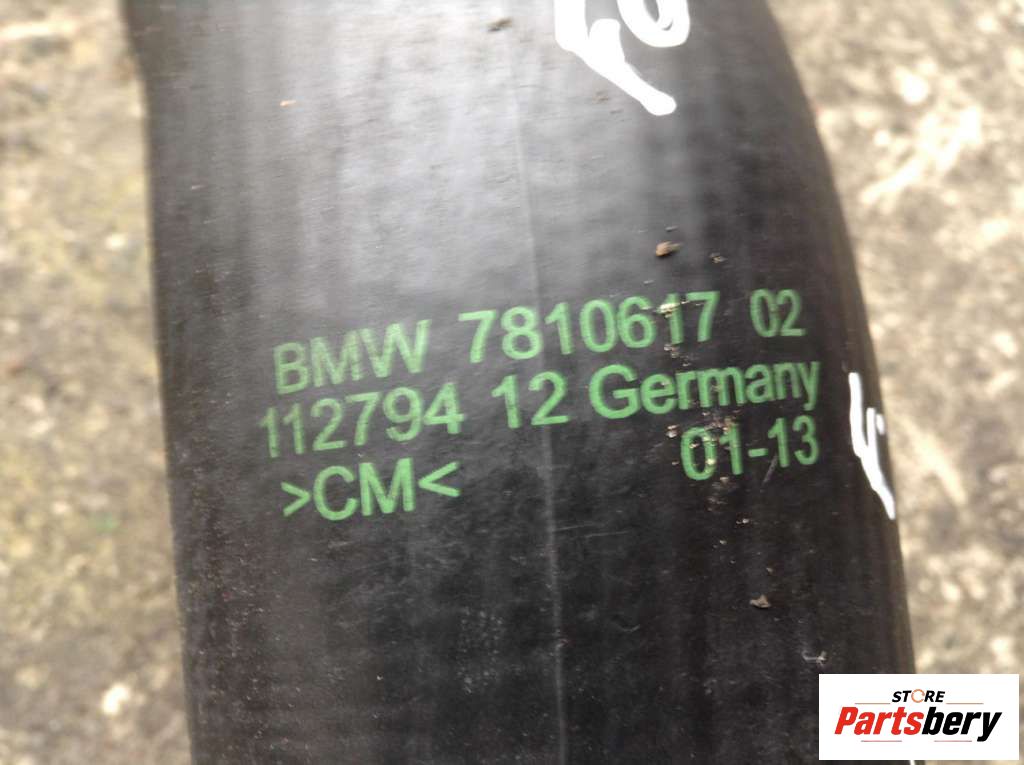 BMW 7810617 02
112794 12 Germany
>CM< 01-13
STORE
Partsbery